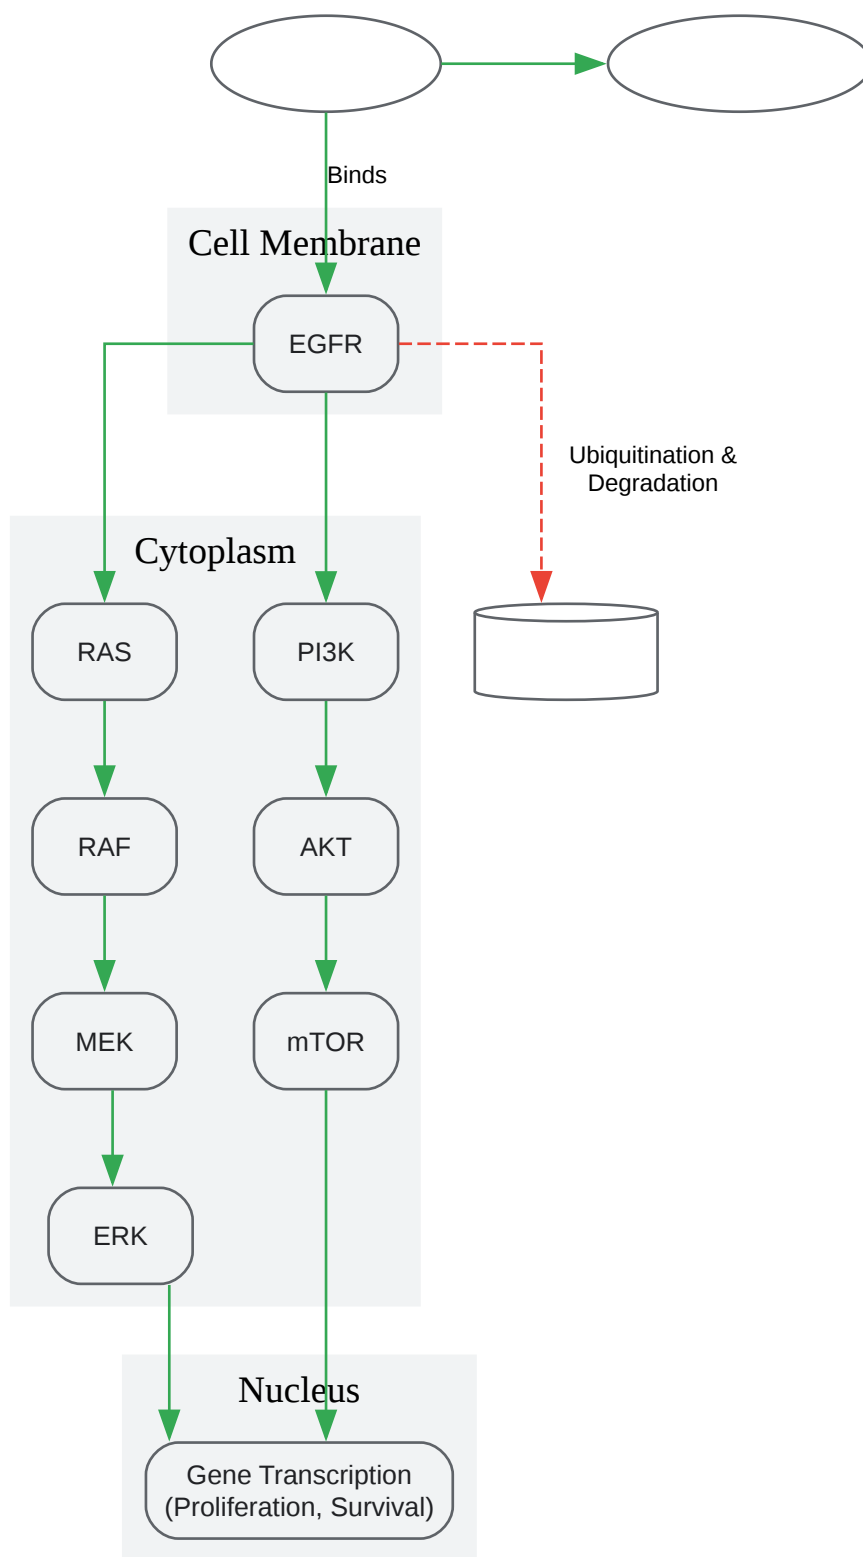 Binds
Cell Membrane
EGFR
Ubiquitination &
Degradation
Cytoplasm
RAS
PI3K
RAF
AKT
MEK
mTOR
ERK
Nucleus
Gene Transcription
(Proliferation, Survival)